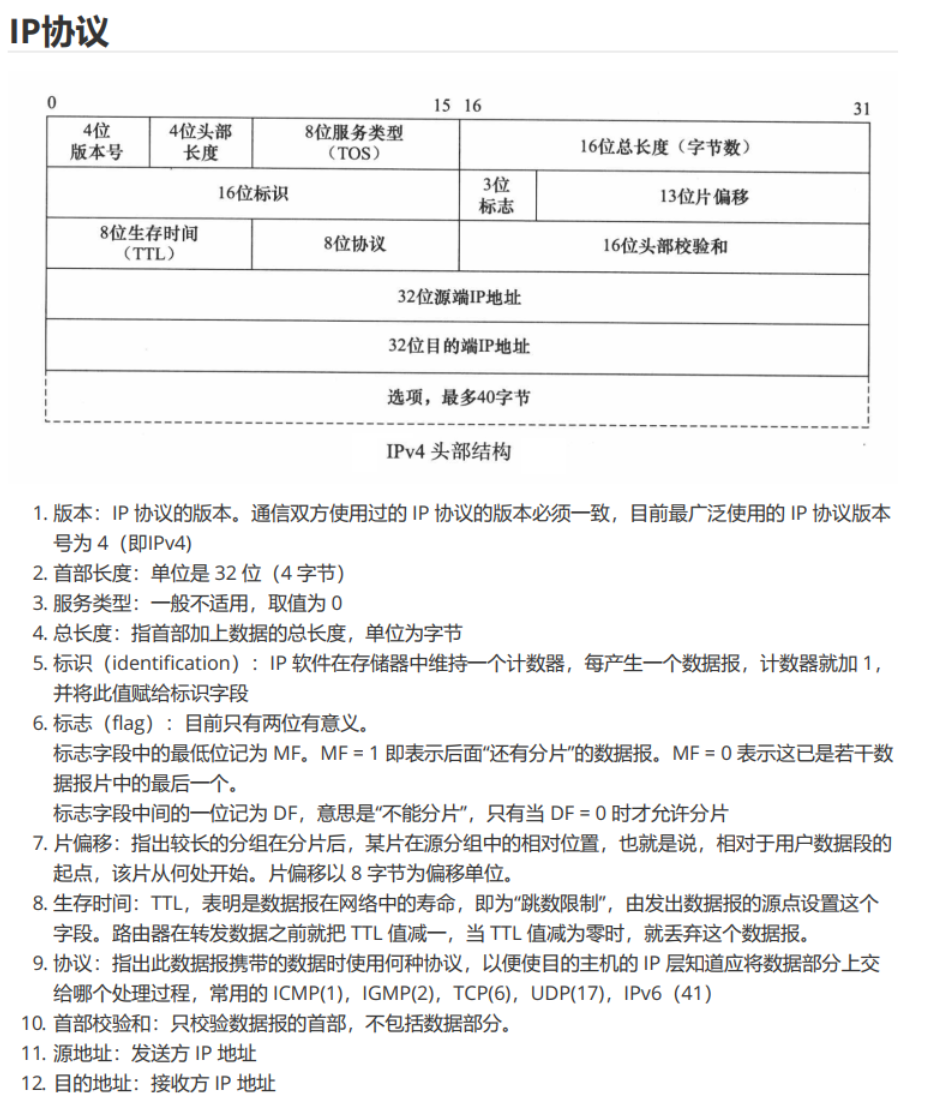 IP协议
0 15 16 31
4位
版本号
4位头部
长度
8位服务类型
（TOS）
16位总长度（字节数）
16位标识
3位
标志
13位片偏移
8位生存时间
（TTL）
8位协议
16位头部校验和
32位源端IP地址
32位目的端IP地址
选项，最多40字节
IPv4 头部结构
1. 版本：IP 协议的版本。通信双方使用过的 IP 协议的版本必须一致，目前最广泛使用的 IP 协议版本
号为 4（即IPv4)
2. 首部长度：单位是 32 位（4 字节）
3. 服务类型：一般不适用，取值为 0
4. 总长度：指首部加上数据的总长度，单位为字节
5. 标识（identification）：IP 软件在存储器中维持一个计数器，每产生一个数据报，计数器就加 1，
并将此值赋给标识字段
6. 标志（flag）：目前只有两位有意义。
标志字段中的最低位记为 MF。MF = 1 即表示后面“还有分片”的数据报。MF = 0 表示这已是若干数
据报片中的最后一个。
标志字段中间的一位记为 DF，意思是“不能分片”，只有当 DF = 0 时才允许分片
7. 片偏移：指出较长的分组在分片后，某片在源分组中的相对位置，也就是说，相对于用户数据段的
起点，该片从何处开始。片偏移以 8 字节为偏移单位。
8. 生存时间：TTL，表明是数据报在网络中的寿命，即为“跳数限制”，由发出数据报的源点设置这个
字段。路由器在转发数据之前就把 TTL 值减一，当 TTL 值减为零时，就丢弃这个数据报。
9. 协议：指出此数据报携带的数据时使用何种协议，以便使目的主机的 IP 层知道应将数据部分上交
给哪个处理过程，常用的 ICMP(1)，IGMP(2)，TCP(6)，UDP(17)，IPv6（41）
10. 首部校验和：只校验数据报的首部，不包括数据部分。
11. 源地址：发送方 IP 地址
12. 目的地址：接收方 IP 地址